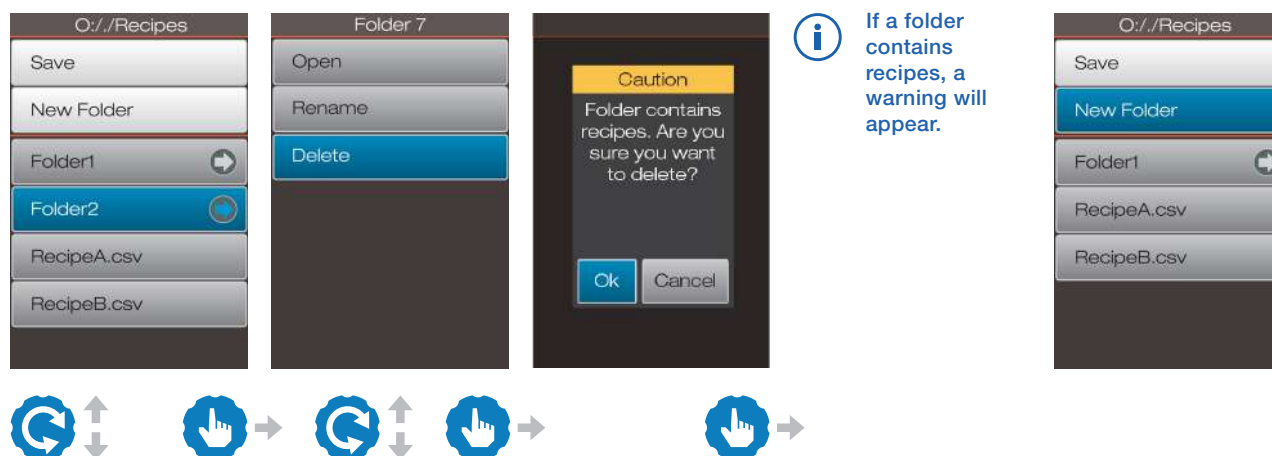 O:/./Recipes
Save
New Folder
Folder1
Folder2
RecipeA.csv
RecipeB.csv
Folder 7
Open
Rename
Delete
Caution
Folder contains
recipes. Are you
sure you want
to delete?
Ok
Cancel
i
If a folder
contains
recipes, a
warning will
appear.
O:/./Recipes
Save
New Folder
Folder1
RecipeA.csv
RecipeB.csv